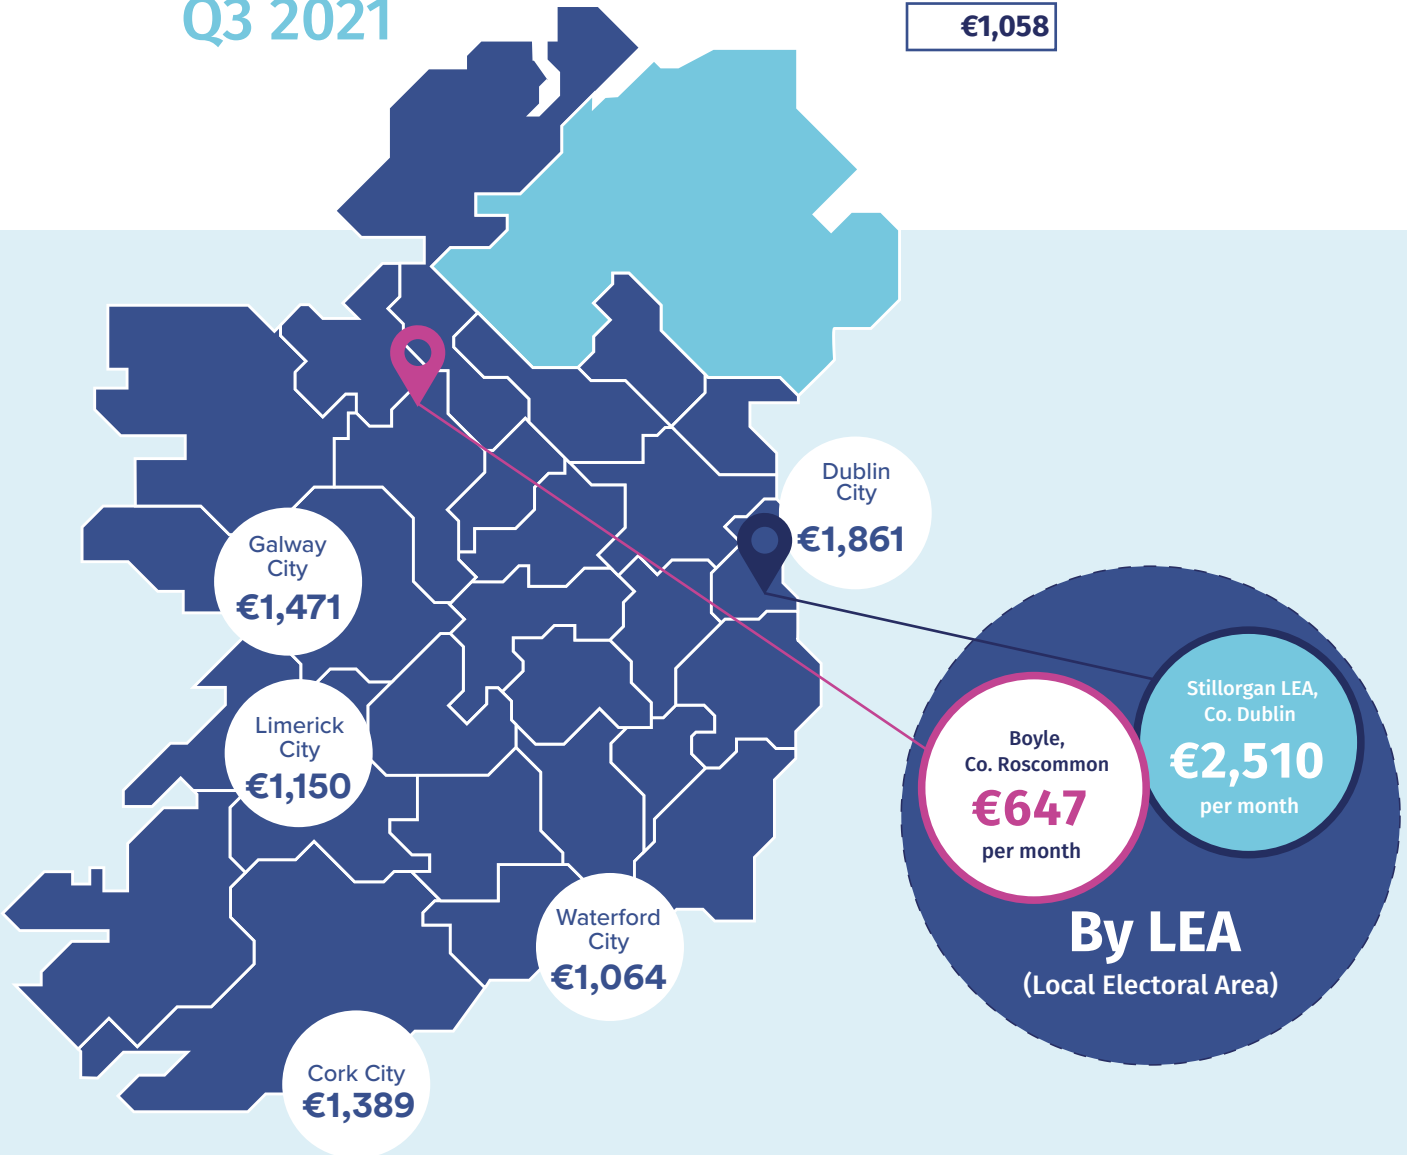 Q3 2021
€1,058
Dublin
City
€1,861
Galway
City
€1,471
Limerick
City
€1,150
Waterford
City
€1,064
Cork City
€1,389
Stillorgan LEA,
Co. Dublin
€2,510
per month
Boyle,
Co. Roscommon
€647
per month
By LEA
(Local Electoral Area)